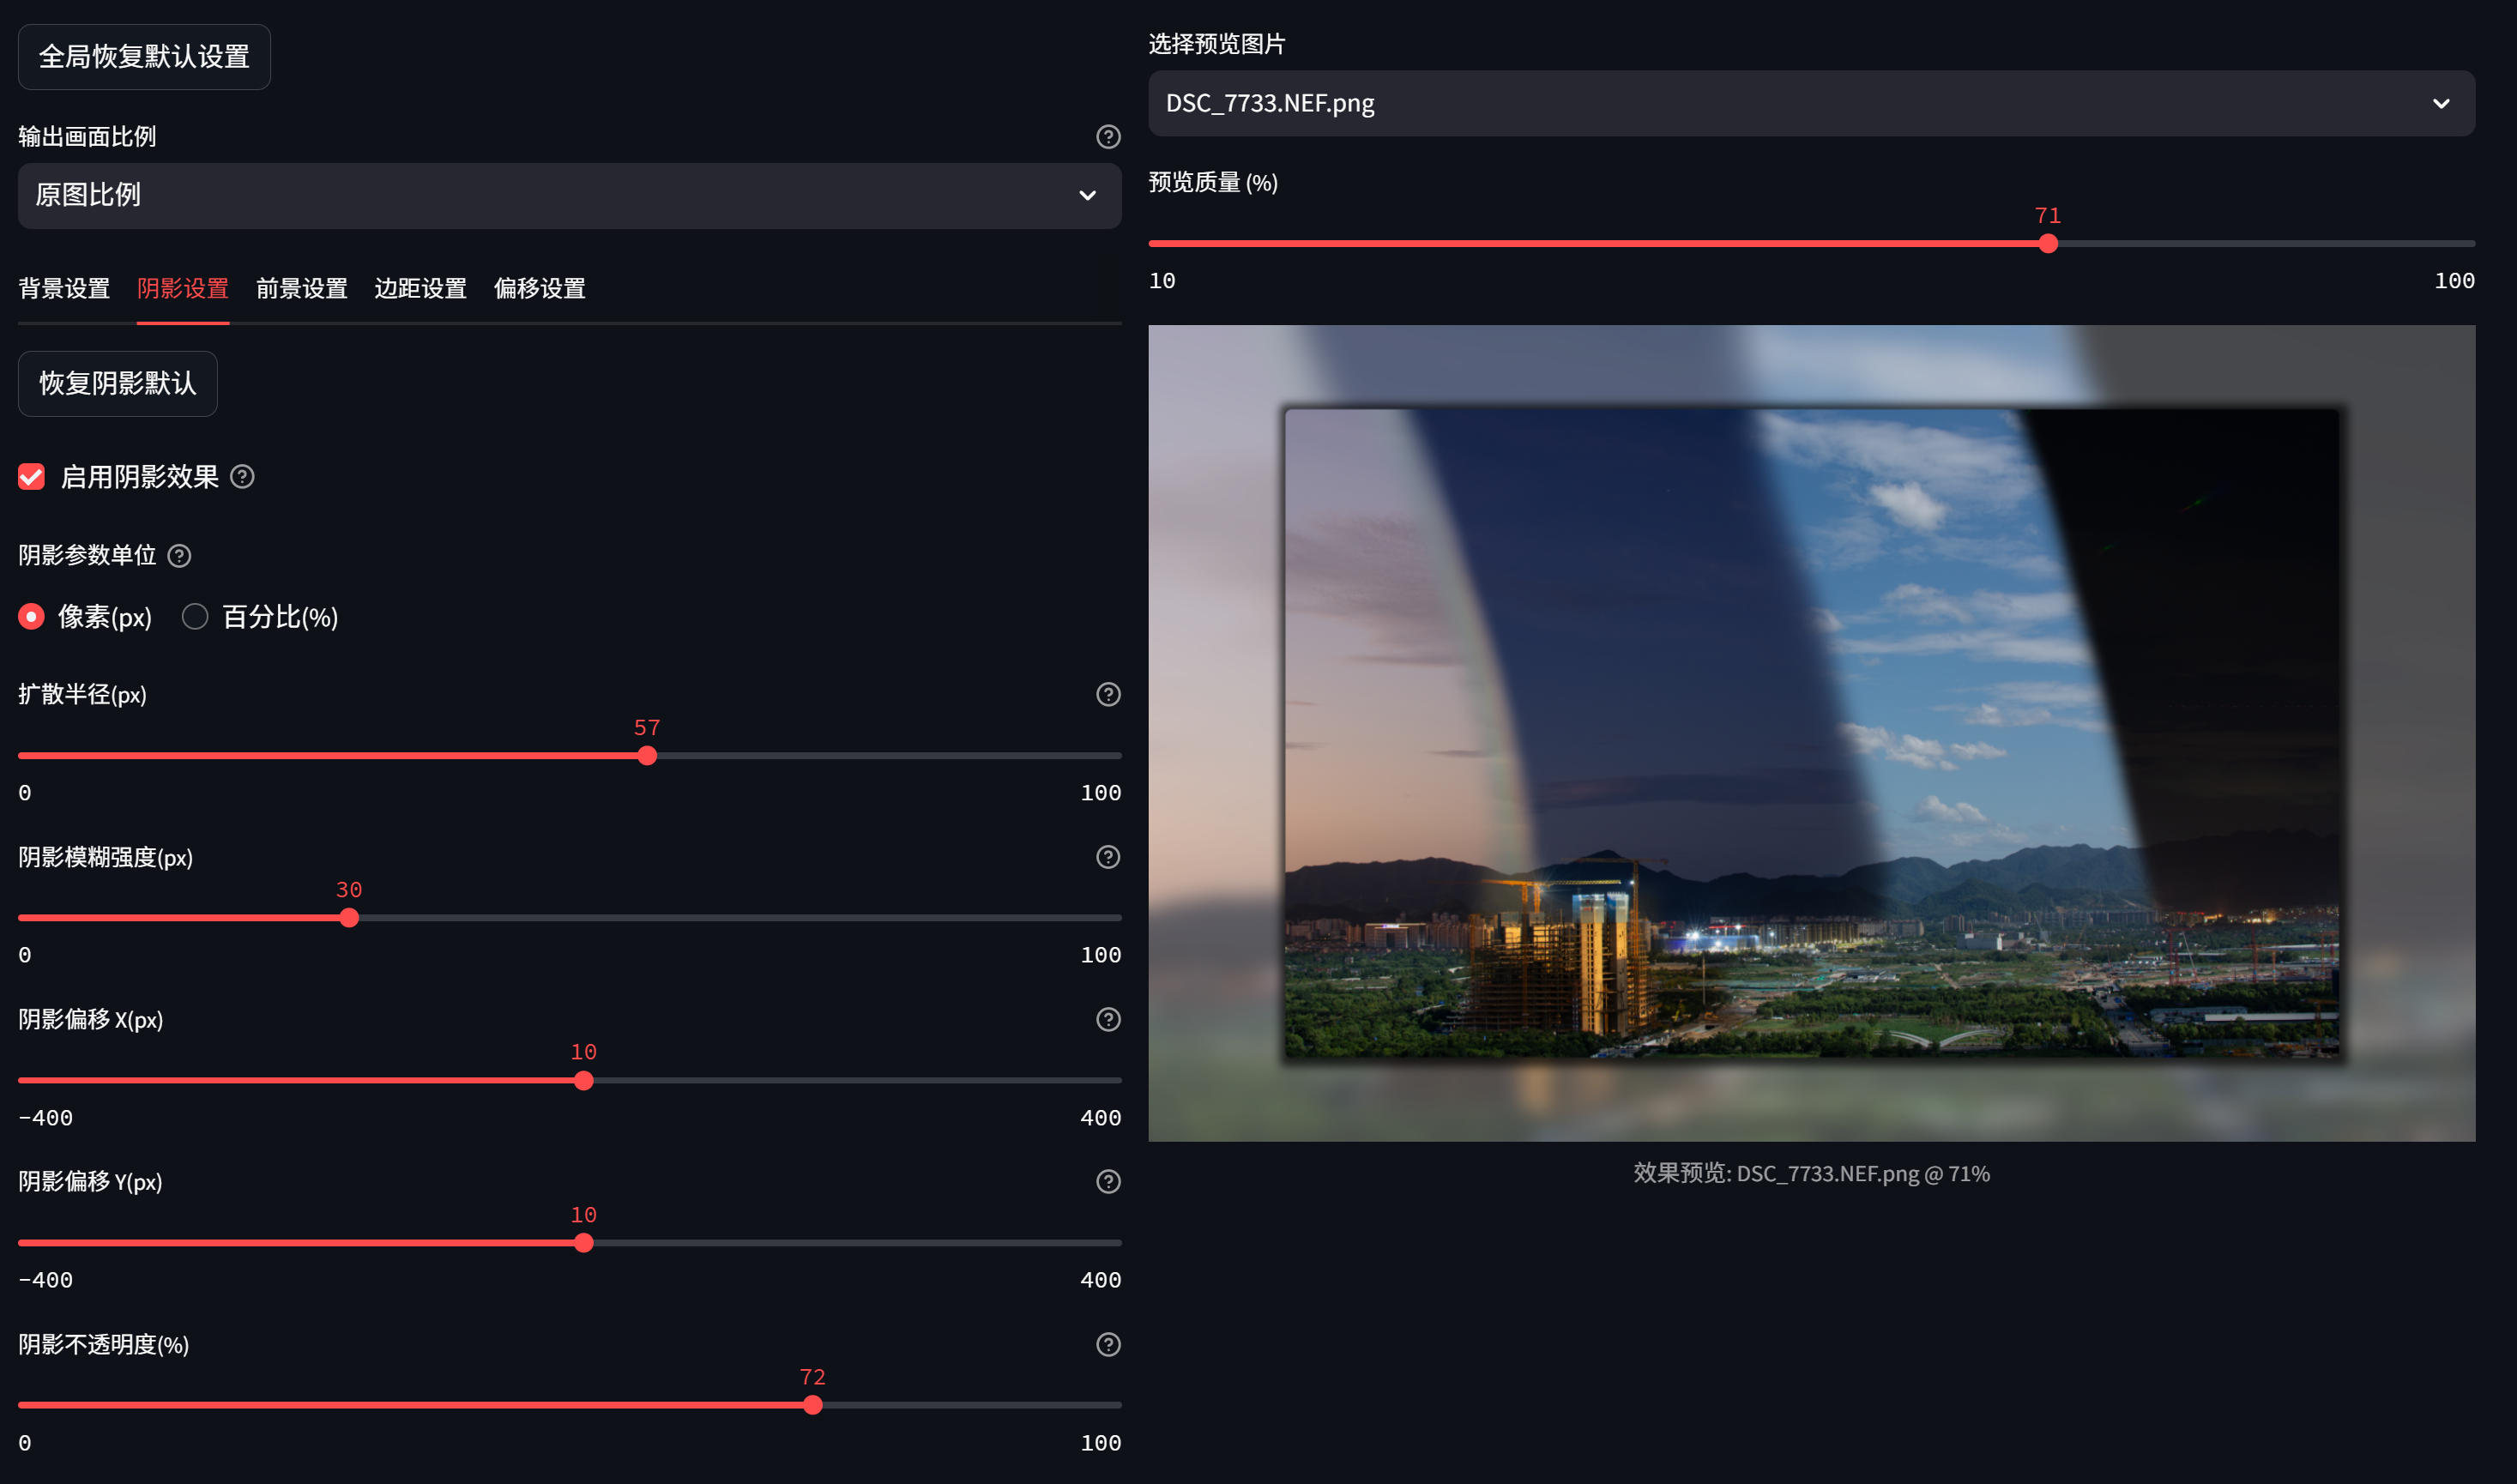 全局恢复默认设置
输出画面比例
原图比例
背景设置 阴影设置 前景设置 边距设置 偏移设置
恢复阴影默认
启用阴影效果
阴影参数单位
像素(px) 百分比(%)
扩散半径(px)
57
0 100
阴影模糊强度(px)
30
0 100
阴影偏移 X(px)
10
-400 400
阴影偏移 Y(px)
10
-400 400
阴影不透明度(%)
72
0 100
选择预览图片
DSC_7733.NEF.png
预览质量 (%)
71
10 100
效果预览: DSC_7733.NEF.png @ 71%